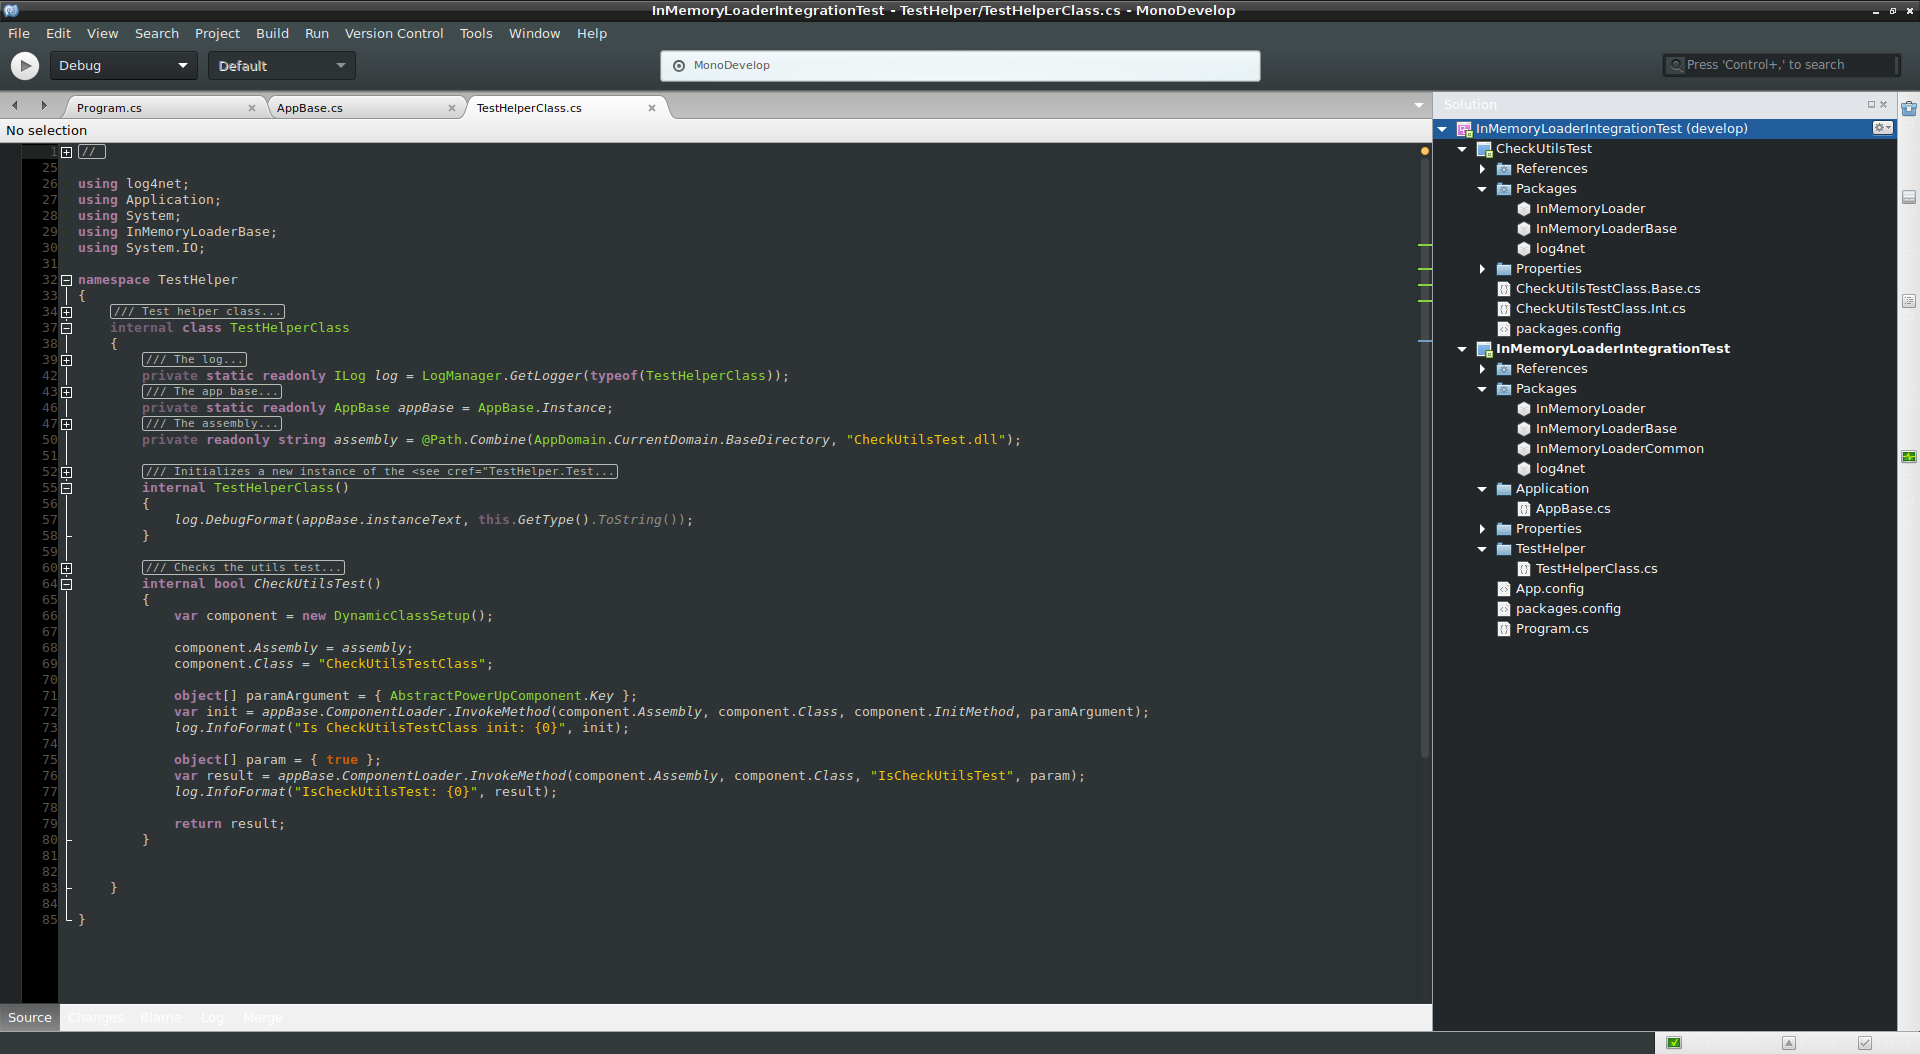 InMemoryLoaderIntegrationTest - TestHelper/TestHelperClass.cs - MonoDevelop
File Edit View Search Project Build Run Version Control Tools Window Help
Debug Default MonoDevelop Press 'Control+,' to search
Program.cs AppBase.cs TestHelperClass.cs
No selection
1 //
25
26 using log4net;
27 using Application;
28 using System;
29 using InMemoryLoaderBase;
30 using System.IO;
31
32 namespace TestHelper
33 {
34 /// Test helper class...
37 internal class TestHelperClass
38 {
39 /// The log...
42 private static readonly ILog log = LogManager.GetLogger(typeof(TestHelperClass));
43 /// The app base...
46 private static readonly AppBase appBase = AppBase.Instance;
47 /// The assembly...
50 private readonly string assembly = @Path.Combine(AppDomain.CurrentDomain.BaseDirectory, "CheckUtilsTest.dll");
51
52 /// Initializes a new instance of the <see cref="TestHelper.Test...
55 internal TestHelperClass()
56 {
57 log.DebugFormat(appBase.instanceText, this.GetType().ToString());
58 }
59
60 /// Checks the utils test...
64 internal bool CheckUtilsTest()
65 {
66 var component = new DynamicClassSetup();
67
68 component.Assembly = assembly;
69 component.Class = "CheckUtilsTestClass";
70
71 object[] paramArgument = { AbstractPowerUpComponent.Key };
72 var init = appBase.ComponentLoader.InvokeMethod(component.Assembly, component.Class, component.InitMethod, paramArgument);
73 log.InfoFormat("Is CheckUtilsTestClass init: {0}", init);
74
75 object[] param = { true };
76 var result = appBase.ComponentLoader.InvokeMethod(component.Assembly, component.Class, "IsCheckUtilsTest", param);
77 log.InfoFormat("IsCheckUtilsTest: {0}", result);
78
79 return result;
80 }
81
82
83 }
84
85 }
Source Changes Blame Log Merge
Solution
InMemoryLoaderIntegrationTest (develop)
CheckUtilsTest
References
Packages
InMemoryLoader
InMemoryLoaderBase
log4net
Properties
CheckUtilsTestClass.Base.cs
CheckUtilsTestClass.Int.cs
packages.config
InMemoryLoaderIntegrationTest
References
Packages
InMemoryLoader
InMemoryLoaderBase
InMemoryLoaderCommon
log4net
Application
AppBase.cs
Properties
TestHelper
TestHelperClass.cs
App.config
packages.config
Program.cs